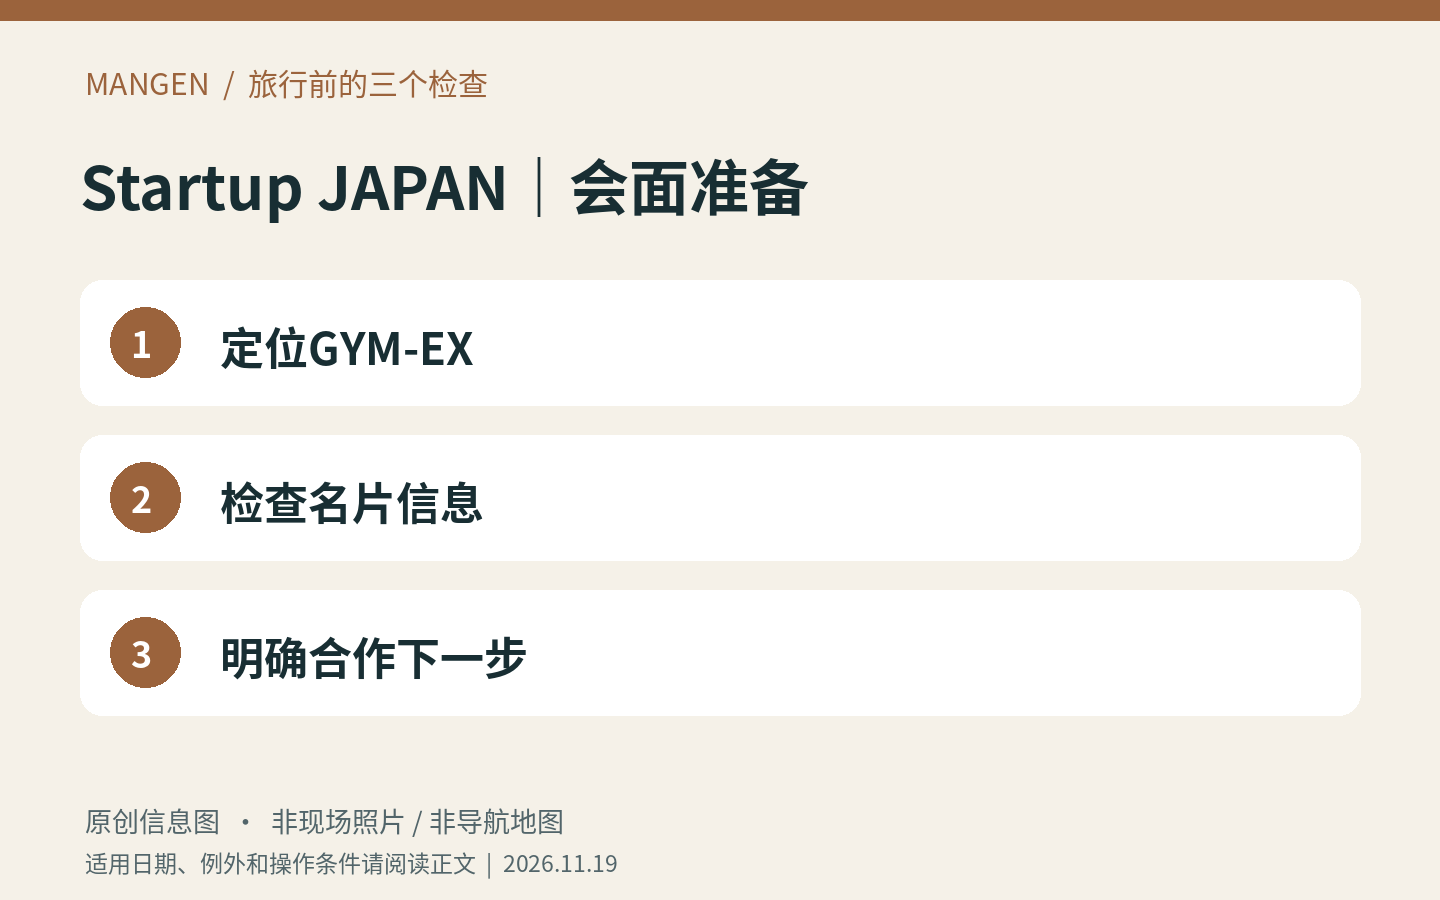 MANGEN / 旅行前的三个检查
Startup JAPAN｜会面准备
1 定位GYM-EX
2 检查名片信息
3 明确合作下一步
原创信息图 · 非现场照片 / 非导航地图
适用日期、例外和操作条件请阅读正文｜2026.11.19